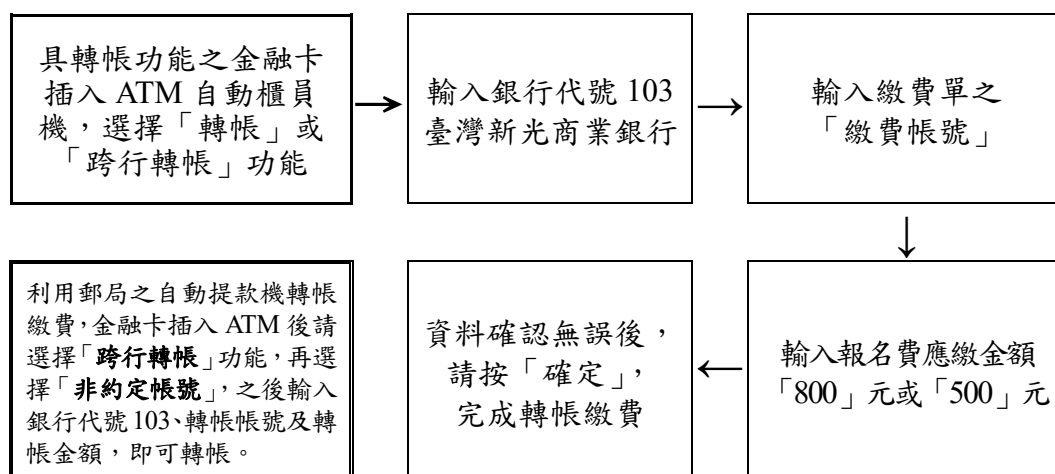 具轉帳功能之金融卡
插入 ATM 自動櫃員
機，選擇「轉帳」或
「跨行轉帳」功能
輸入銀行代號 103
臺灣新光商業銀行
輸入繳費單之
「繳費帳號」
輸入報名費應繳金額
「800」元或「500」元
資料確認無誤後，
請按「確定」，
完成轉帳繳費
利用郵局之自動提款機轉帳
繳費，金融卡插入 ATM 後請
選擇「跨行轉帳」功能，再選
擇「非約定帳號」，之後輸入
銀行代號 103、轉帳帳號及轉
帳金額，即可轉帳。